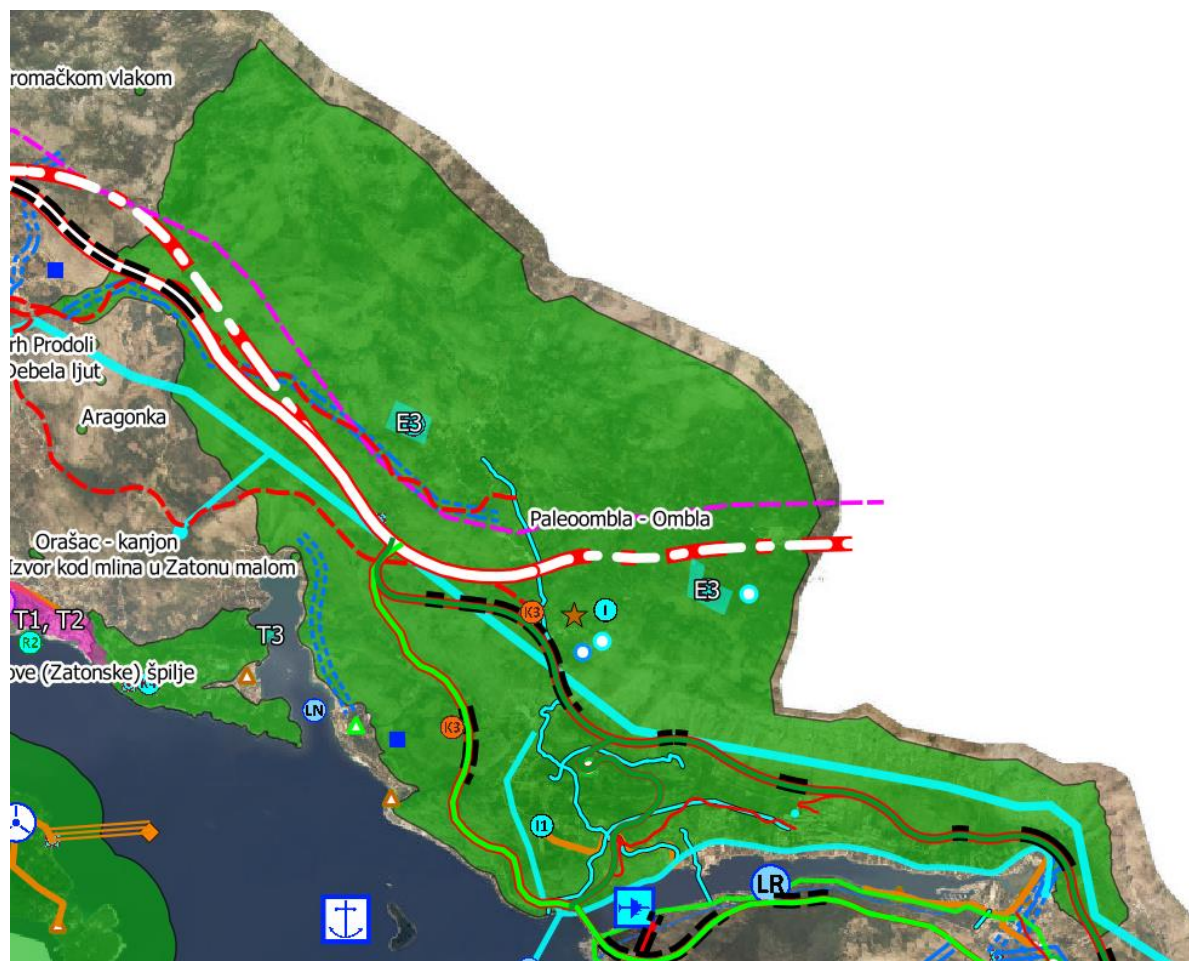 romačkom vlakom
rh Prodoli
Debela ljut
Aragonka
E3
Paleoombla - Ombla
Orašac - kanjon
Izvor kod mlina u Zatonu malom
E3
K3
I
T1, T2
T3
R2
ove (Zatonske) špilje
LN
K3
I1
LR